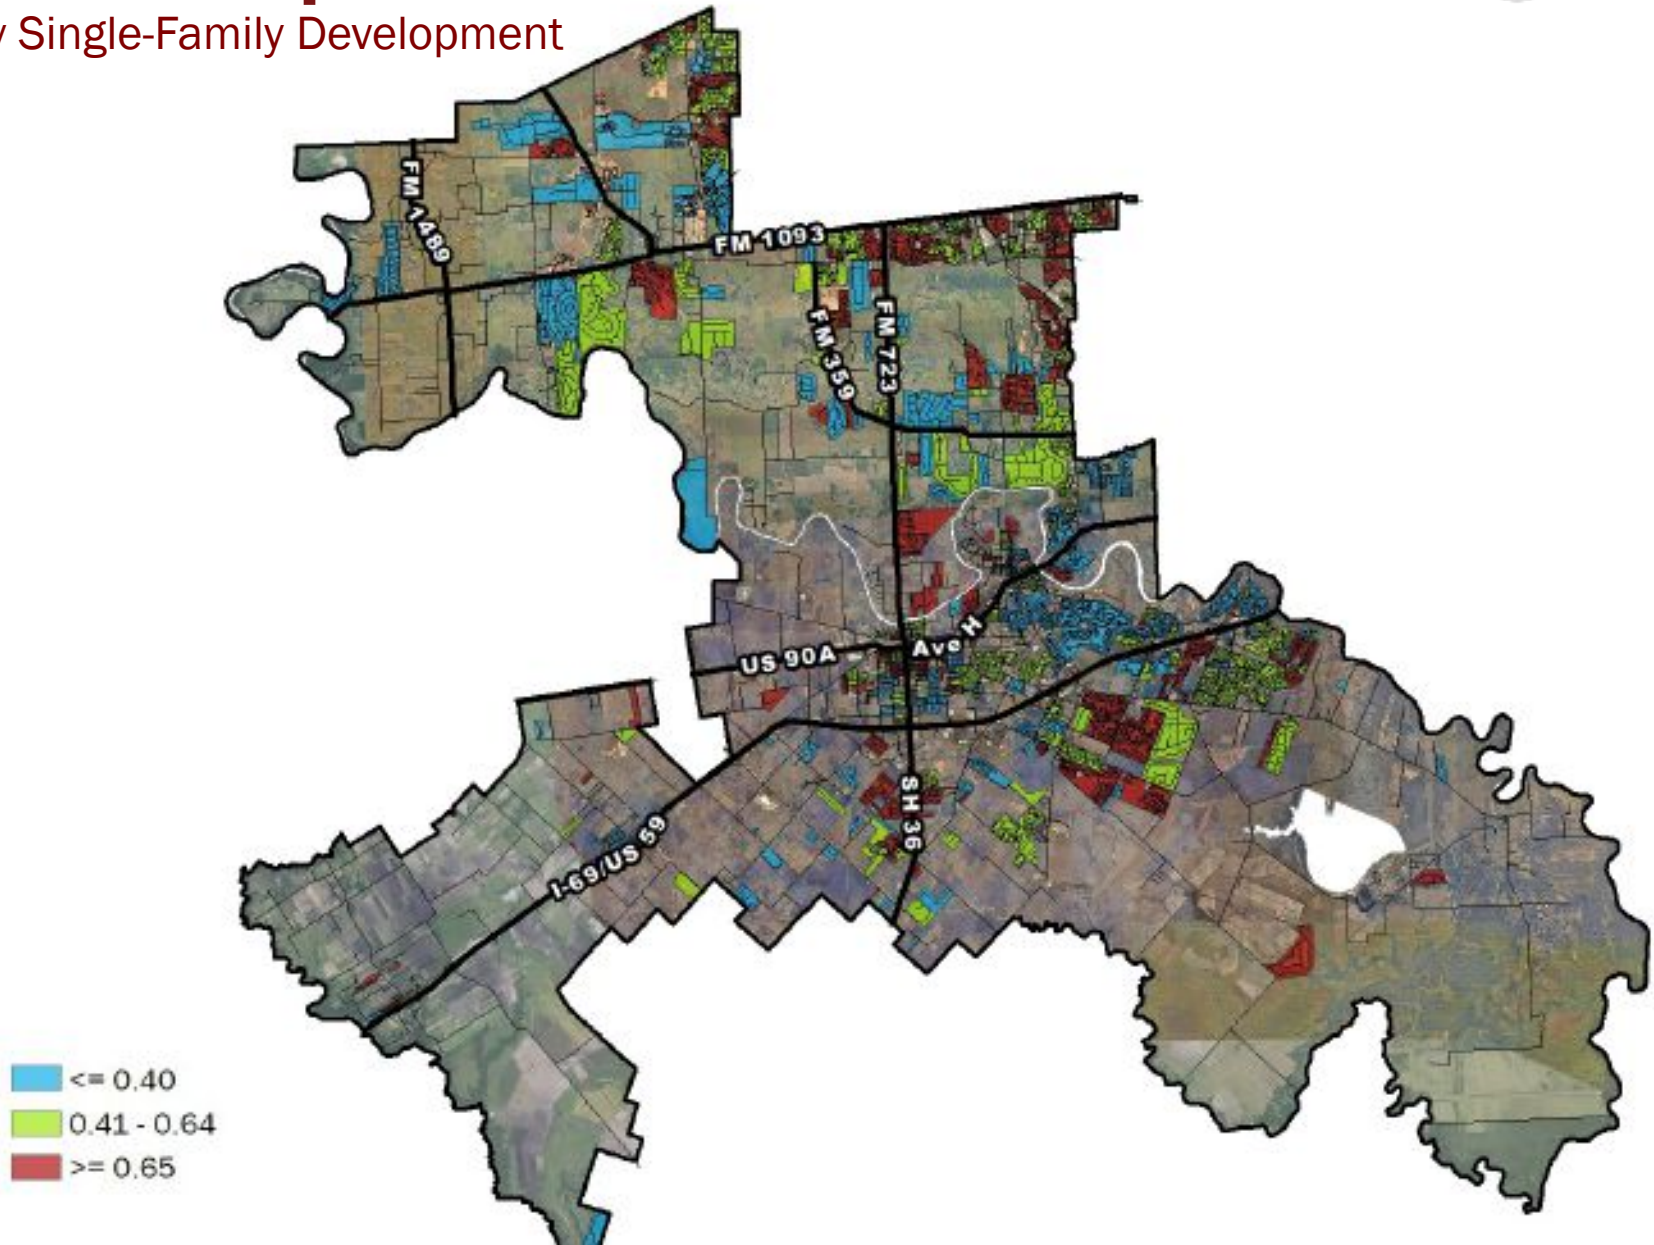 Single-Family Development
FM 1489
FM 1093
FM 359
FM 723
US 90A
Ave H
SH 36
I-69/US 59
<= 0.40
0.41 - 0.64
>= 0.65